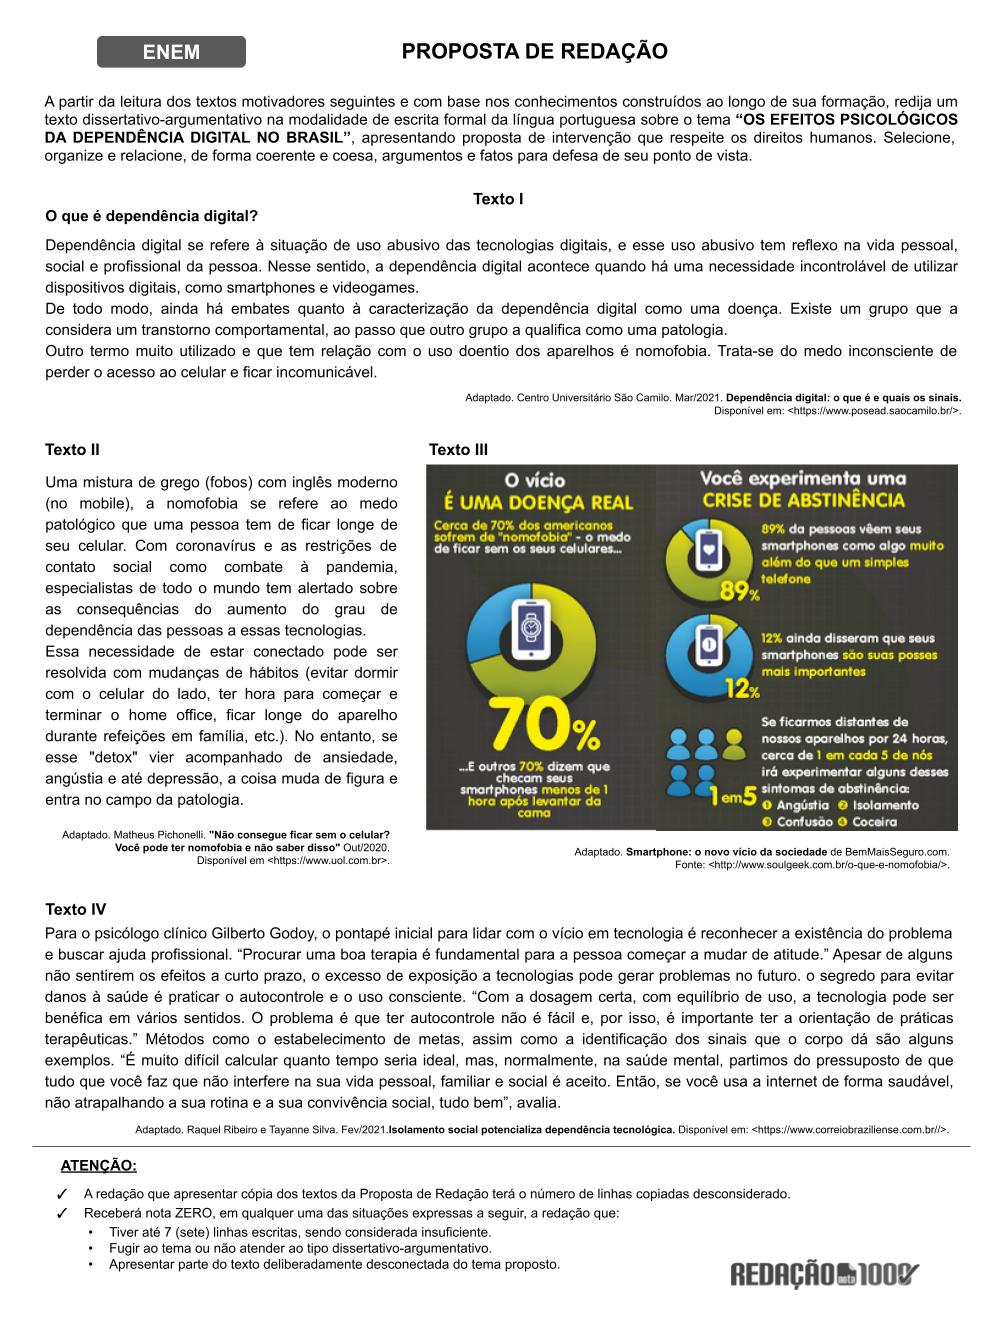 ENEM
PROPOSTA DE REDAÇÃO
A partir da leitura dos textos motivadores seguintes e com base nos conhecimentos construídos ao longo de sua formação, redija um
texto dissertativo-argumentativo na modalidade de escrita formal da língua portuguesa sobre o tema “OS EFEITOS PSICOLÓGICOS
DA DEPENDÊNCIA DIGITAL NO BRASIL”, apresentando proposta de intervenção que respeite os direitos humanos. Selecione,
organize e relacione, de forma coerente e coesa, argumentos e fatos para defesa de seu ponto de vista.
Texto I
O que é dependência digital?
Dependência digital se refere à situação de uso abusivo das tecnologias digitais, e esse uso abusivo tem reflexo na vida pessoal,
social e profissional da pessoa. Nesse sentido, a dependência digital acontece quando há uma necessidade incontrolável de utilizar
dispositivos digitais, como smartphones e videogames.
De todo modo, ainda há embates quanto à caracterização da dependência digital como uma doença. Existe um grupo que a
considera um transtorno comportamental, ao passo que outro grupo a qualifica como uma patologia.
Outro termo muito utilizado e que tem relação com o uso doentio dos aparelhos é nomofobia. Trata-se do medo inconsciente de
perder o acesso ao celular e ficar incomunicável.
Adaptado. Centro Universitário São Camilo. Mar/2021. Dependência digital: o que é e quais os sinais.
Disponível em: <https://www.posead.saocamilo.br/>.
Texto II
Uma mistura de grego (fobos) com inglês moderno
(no mobile), a nomofobia se refere ao medo
patológico que uma pessoa tem de ficar longe de
seu celular. Com coronavírus e as restrições de
contato social como combate à pandemia,
especialistas de todo o mundo tem alertado sobre
as consequências do aumento do grau de
dependência das pessoas a essas tecnologias.
Essa necessidade de estar conectado pode ser
resolvida com mudanças de hábitos (evitar dormir
com o celular do lado, ter hora para começar e
terminar o home office, ficar longe do aparelho
durante refeições em família, etc.). No entanto, se
esse "detox" vier acompanhado de ansiedade,
angústia e até depressão, a coisa muda de figura e
entra no campo da patologia.
Adaptado. Matheus Pichonelli. "Não consegue ficar sem o celular?
Você pode ter nomofobia e não saber disso" Out/2020.
Disponível em <https://www.uol.com.br>.
Texto III
O vício
É UMA DOENÇA REAL
Cerca de 70% dos americanos
sofrem de "nomofobia" - o medo
de ficar sem os seus celulares...
70%
...E outros 70% dizem que
checam seus
smartphones menos de 1
hora após levantar da
cama
Você experimenta uma
CRISE DE ABSTINÊNCIA
89% da pessoas vêem seus
smartphones como algo muito
além do que um simples
telefone
89%
12% ainda disseram que seus
smartphones são suas posses
mais importantes
12%
Se ficarmos distantes de
nossos aparelhos por 24 horas,
cerca de 1 em cada 5 de nós
irá experimentar alguns desses
sintomas de abstinência:
1 em 5
1 Angústia 2 Isolamento
3 Confusão 4 Coceira
Adaptado. Smartphone: o novo vício da sociedade de BemMaisSeguro.com.
Fonte: <http://www.soulgeek.com.br/o-que-e-nomofobia/>.
Texto IV
Para o psicólogo clínico Gilberto Godoy, o pontapé inicial para lidar com o vício em tecnologia é reconhecer a existência do problema
e buscar ajuda profissional. “Procurar uma boa terapia é fundamental para a pessoa começar a mudar de atitude.” Apesar de alguns
não sentirem os efeitos a curto prazo, o excesso de exposição a tecnologias pode gerar problemas no futuro. o segredo para evitar
danos à saúde é praticar o autocontrole e o uso consciente. “Com a dosagem certa, com equilíbrio de uso, a tecnologia pode ser
benéfica em vários sentidos. O problema é que ter autocontrole não é fácil e, por isso, é importante ter a orientação de práticas
terapêuticas.” Métodos como o estabelecimento de metas, assim como a identificação dos sinais que o corpo dá são alguns
exemplos. “É muito difícil calcular quanto tempo seria ideal, mas, normalmente, na saúde mental, partimos do pressuposto de que
tudo que você faz que não interfere na sua vida pessoal, familiar e social é aceito. Então, se você usa a internet de forma saudável,
não atrapalhando a sua rotina e a sua convivência social, tudo bem”, avalia.
Adaptado. Raquel Ribeiro e Tayanne Silva. Fev/2021.Isolamento social potencializa dependência tecnológica. Disponível em: <https://www.correiobraziliense.com.br//>.
ATENÇÃO:
✓ A redação que apresentar cópia dos textos da Proposta de Redação terá o número de linhas copiadas desconsiderado.
✓ Receberá nota ZERO, em qualquer uma das situações expressas a seguir, a redação que:
• Tiver até 7 (sete) linhas escritas, sendo considerada insuficiente.
• Fugir ao tema ou não atender ao tipo dissertativo-argumentativo.
• Apresentar parte do texto deliberadamente desconectada do tema proposto.
REDAÇÃO nota 1000